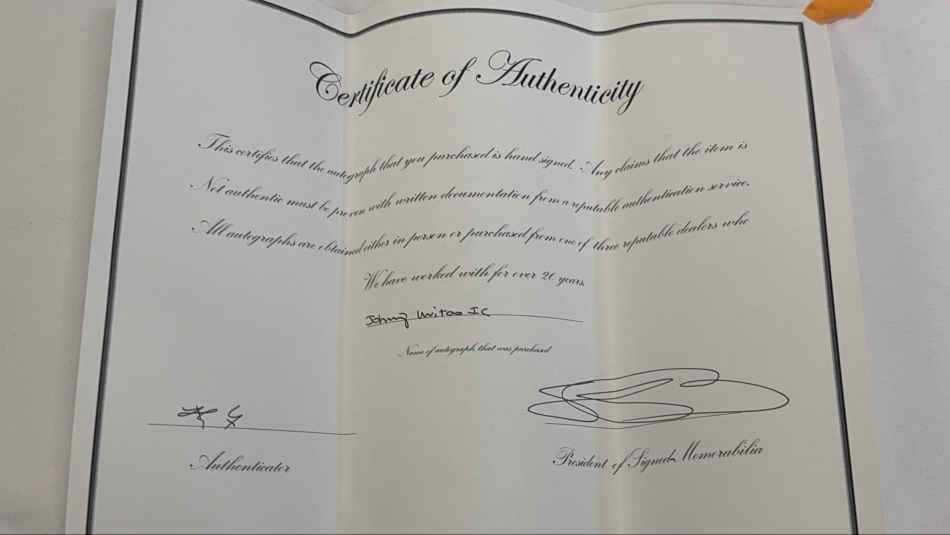 Certificate of Authenticity
This certifies that the autograph that you purchased is hand signed. Any claims that the item is
Not authentic must be proven with written documentation from a reputable authentication service.
All autographs are obtained either in person or purchased from one of three reputable dealers who
We have worked with for over 20 years
Johnny Unitas
Name of autograph that was purchased
Authenticator
President of Signed Memorabilia